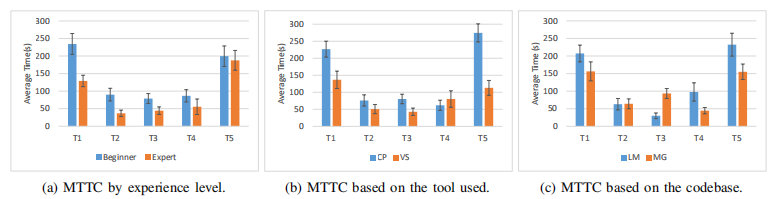 300
250
200
150
100
50
0
Average Time(s)
T1 T2 T3 T4 T5
Beginner Expert
(a) MTTC by experience level.
300
250
200
150
100
50
0
Average Time(s)
T1 T2 T3 T4 T5
CP VS
(b) MTTC based on the tool used.
300
250
200
150
100
50
0
Average Time(s)
T1 T2 T3 T4 T5
LM MG
(c) MTTC based on the codebase.